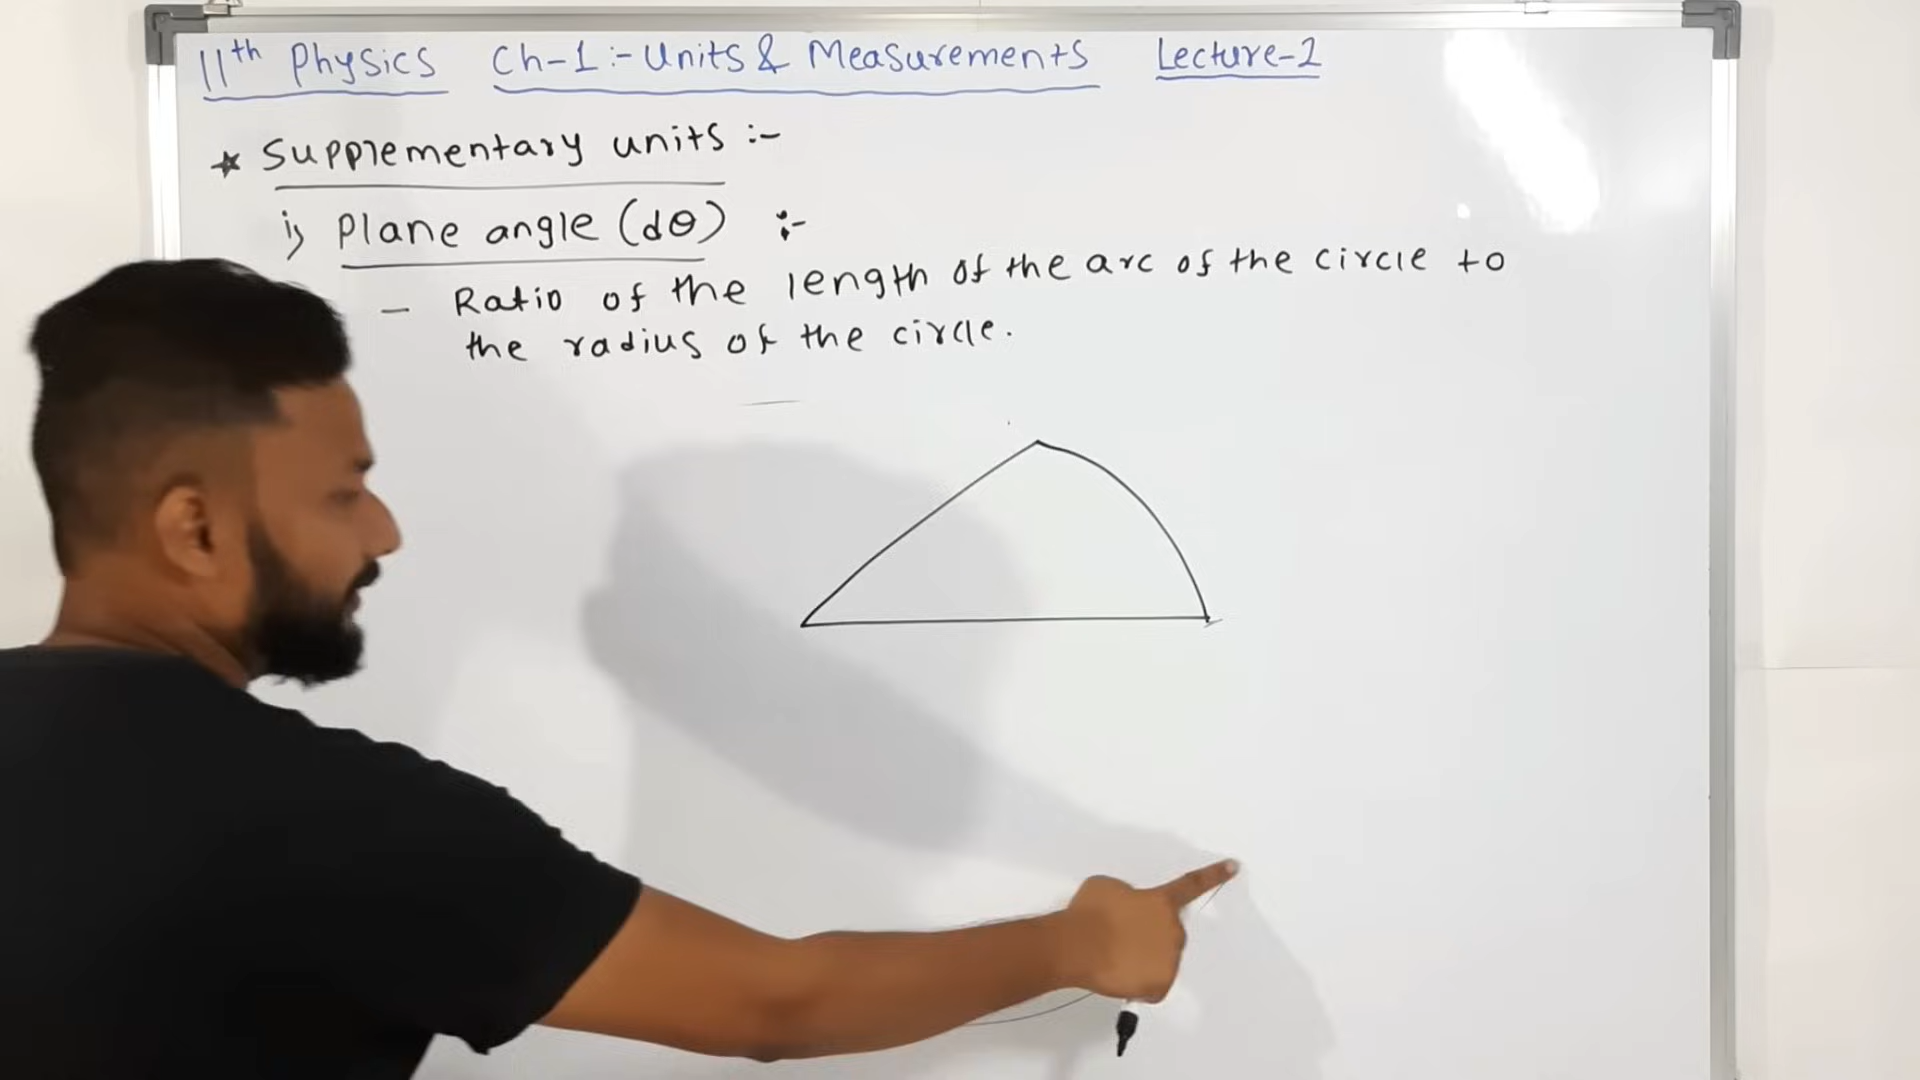 11th Physics Ch-1:- Units & Measurements Lecture-2
* Supplementary units :-
i) Plane angle (dθ) :-
- Ratio of the length of the arc of the circle to
the radius of the circle.